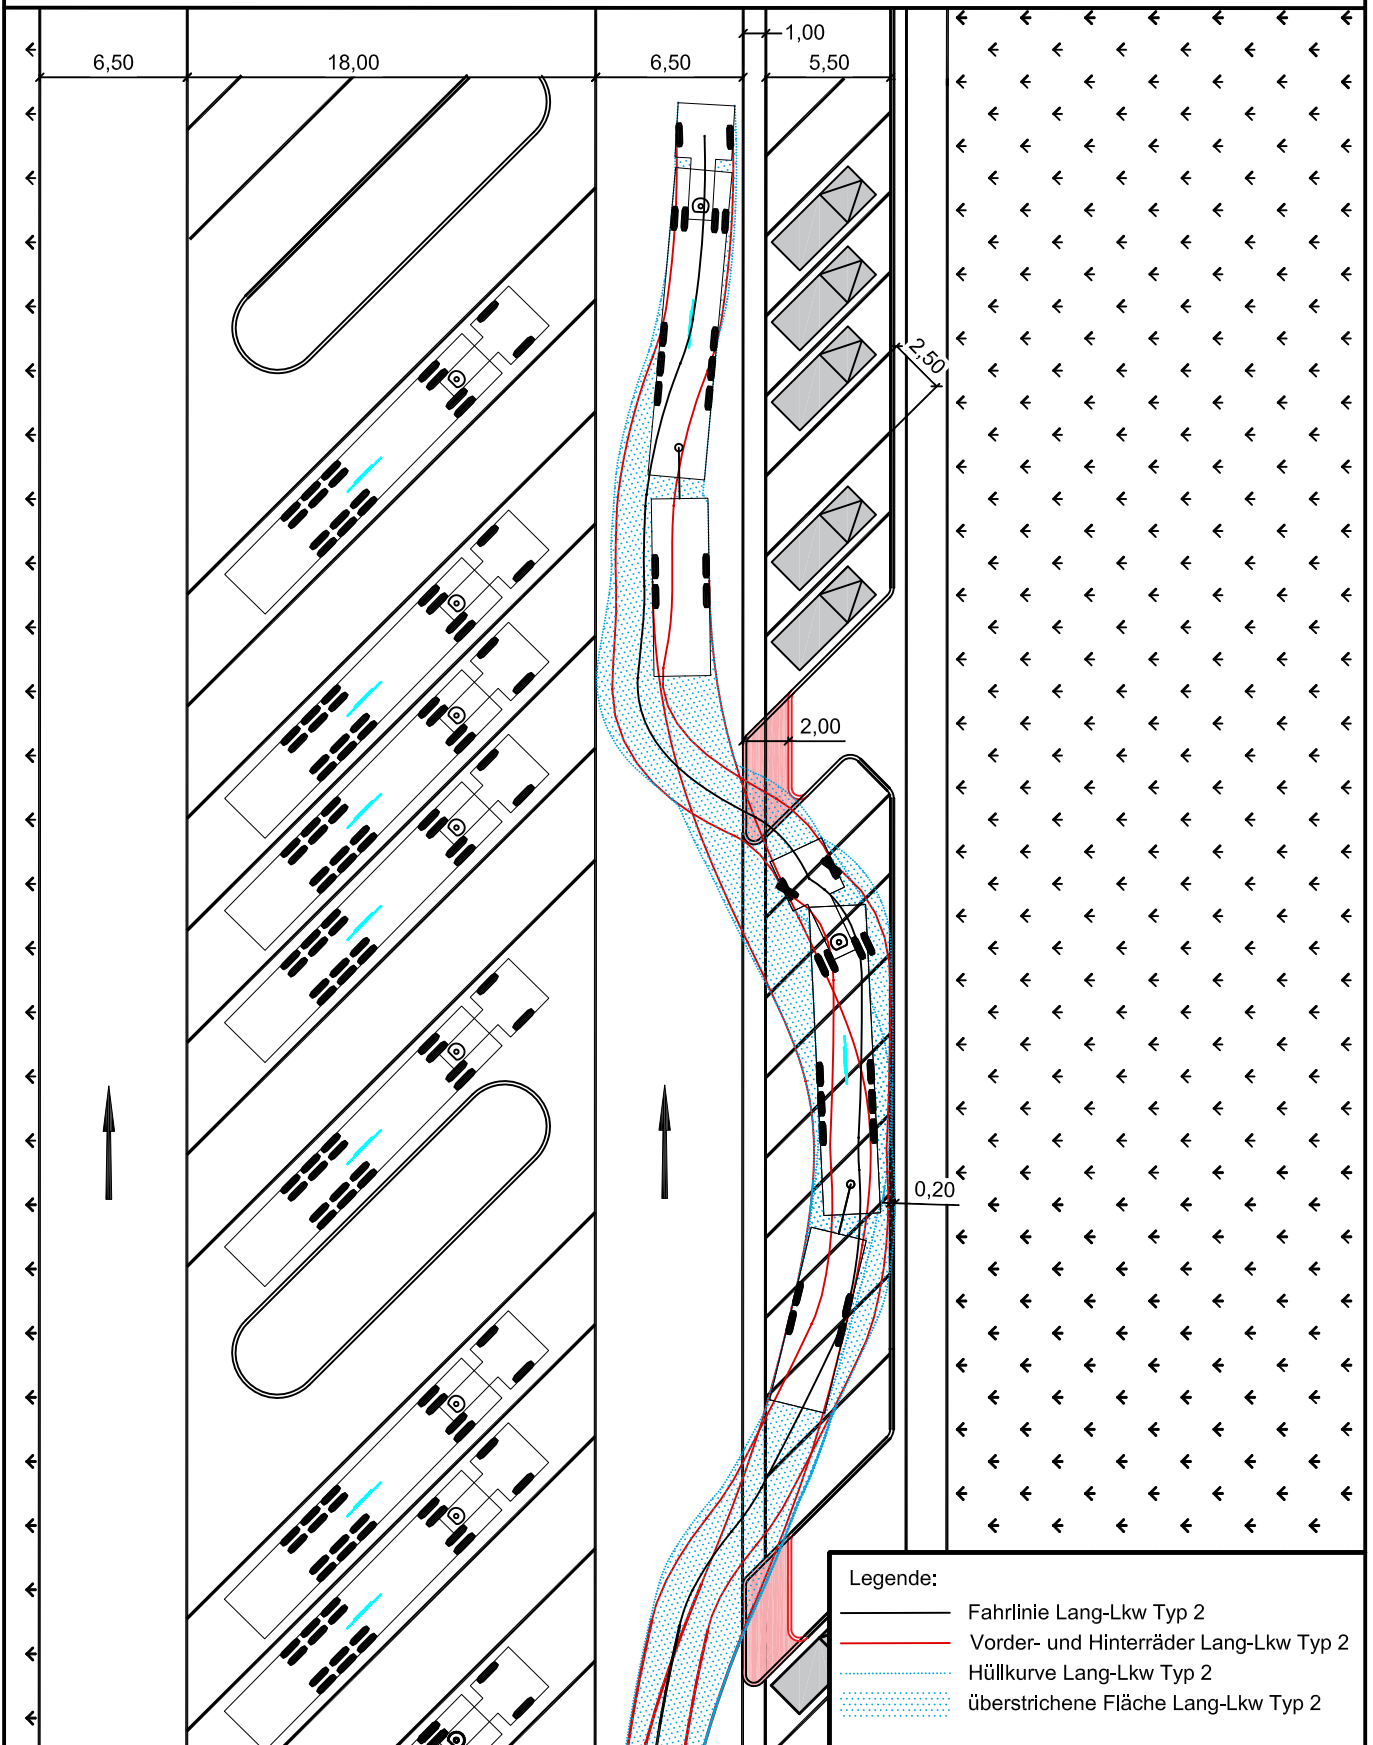 1,00
6,50
18,00
6,50
5,50
2,50
2,00
0,20
Legende:
Fahrlinie Lang-Lkw Typ 2
Vorder- und Hinterräder Lang-Lkw Typ 2
Hüllkurve Lang-Lkw Typ 2
überstrichene Fläche Lang-Lkw Typ 2